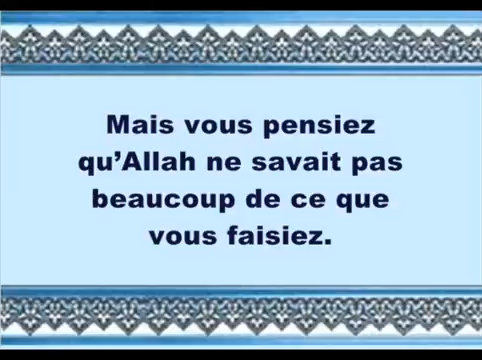 Mais vous pensiez
qu’Allah ne savait pas
beaucoup de ce que
vous faisiez.